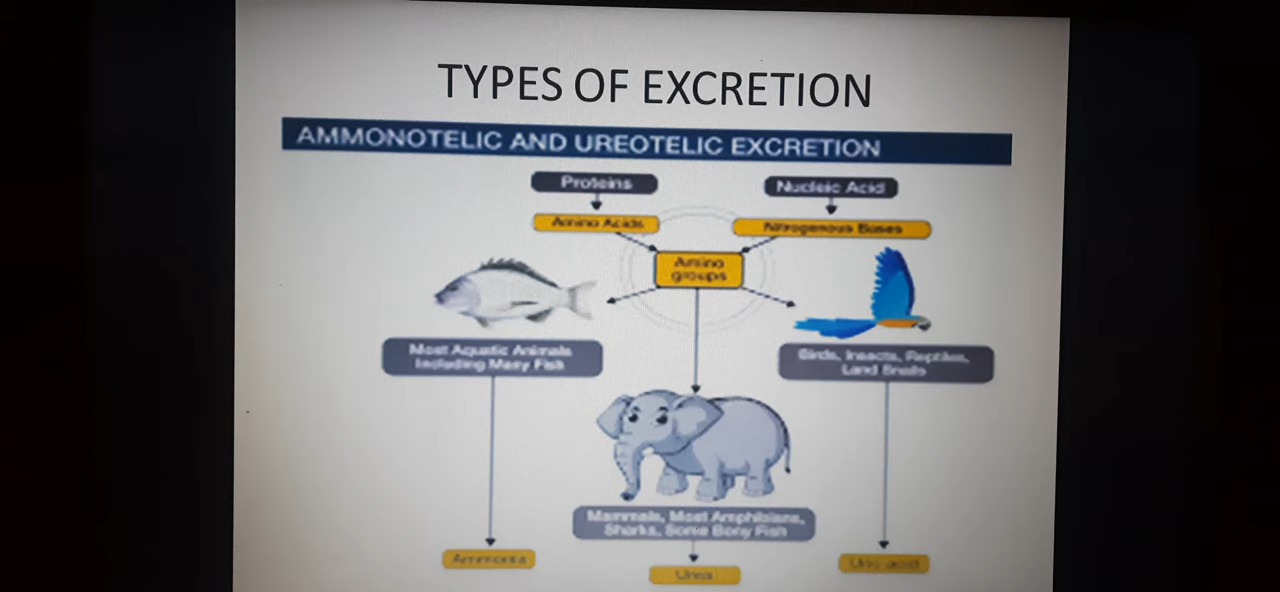 TYPES OF EXCRETION
AMMONOTELIC AND UREOTELIC EXCRETION
Proteins
Nucleic Acid
Amino Acids
Nitrogenous Bases
Amino
groups
Most Aquatic Animals
Including Many Fish
Birds, Insects, Reptiles,
Land Snails
Mammals, Most Amphibians,
Sharks, Some Bony Fish
Ammonia
Urea
Uric acid